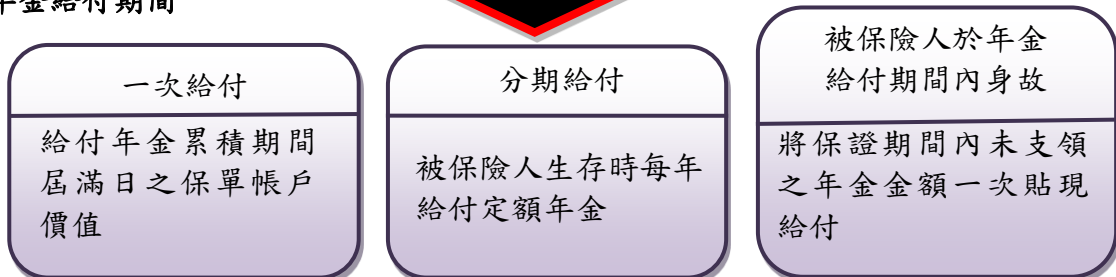 年金給付期間
一次給付
給付年金累積期間
屆滿日之保單帳戶
價值
分期給付
被保險人生存時每年
給付定額年金
被保險人於年金
給付期間內身故
將保證期間內未支領
之年金金額一次貼現
給付